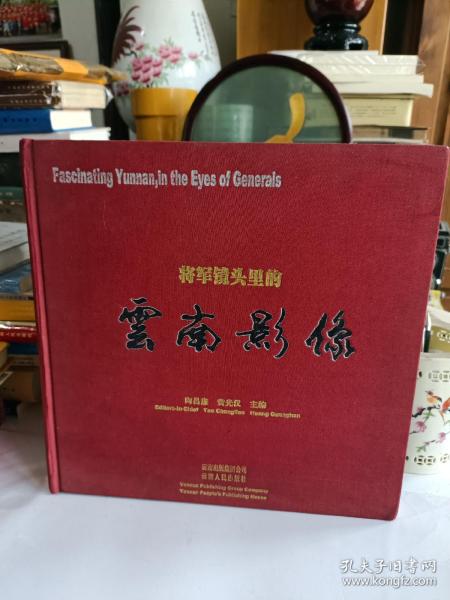 Fascinating Yunnan,in the Eyes of Generals
将军镜头里的
雲南影像
陶昌廉 黄光汉 主编
Editors-in-Chief Tao Changlian Huang Guanghan
云南出版集团公司
云南人民出版社
Yunnan Publishing Group Company
Yunnan People's Publishing House
孔夫子旧书网
www.kongfz.com